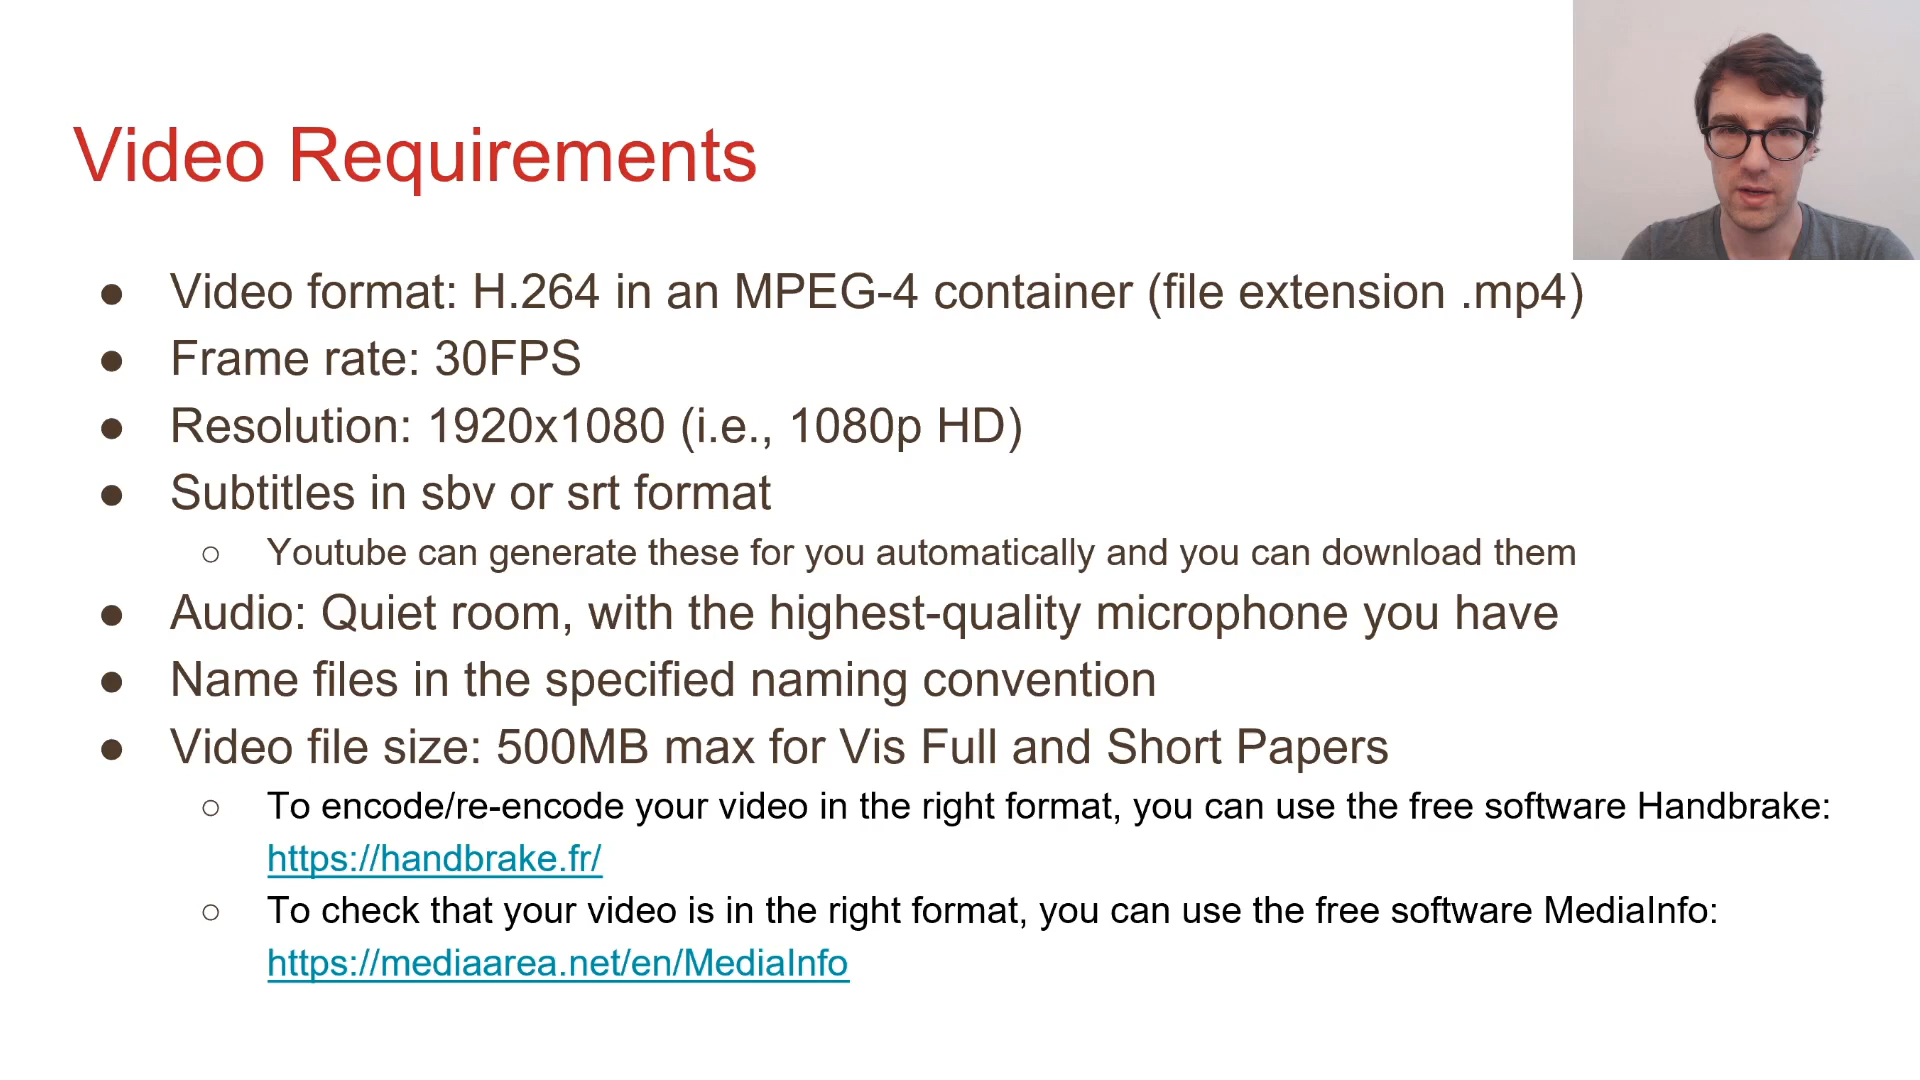 Video Requirements
● Video format: H.264 in an MPEG-4 container (file extension .mp4)
● Frame rate: 30FPS
● Resolution: 1920x1080 (i.e., 1080p HD)
● Subtitles in sbv or srt format
○ Youtube can generate these for you automatically and you can download them
● Audio: Quiet room, with the highest-quality microphone you have
● Name files in the specified naming convention
● Video file size: 500MB max for Vis Full and Short Papers
○ To encode/re-encode your video in the right format, you can use the free software Handbrake:
https://handbrake.fr/
○ To check that your video is in the right format, you can use the free software MediaInfo:
https://mediaarea.net/en/MediaInfo